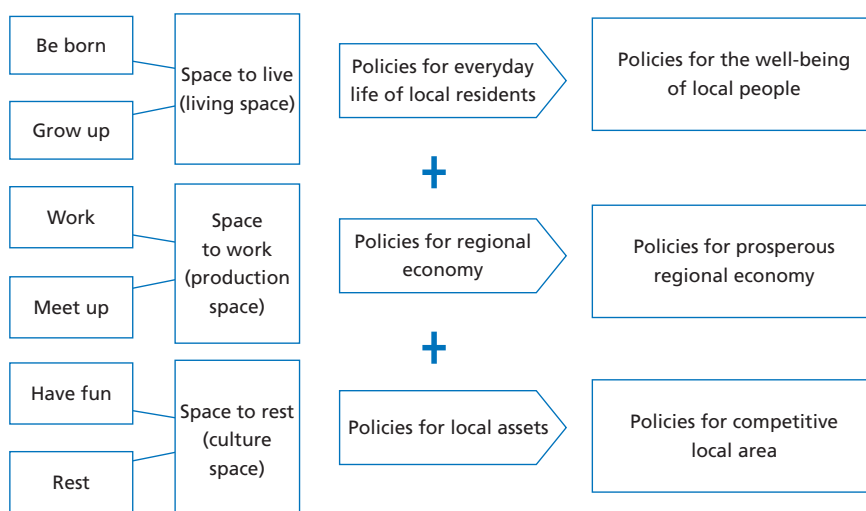 Be born
Grow up
Space to live
(living space)
Policies for everyday
life of local residents
Policies for the well-being
of local people
+
Work
Meet up
Space
to work
(production
space)
Policies for regional
economy
Policies for prosperous
regional economy
+
Have fun
Rest
Space to rest
(culture
space)
Policies for local assets
Policies for competitive
local area